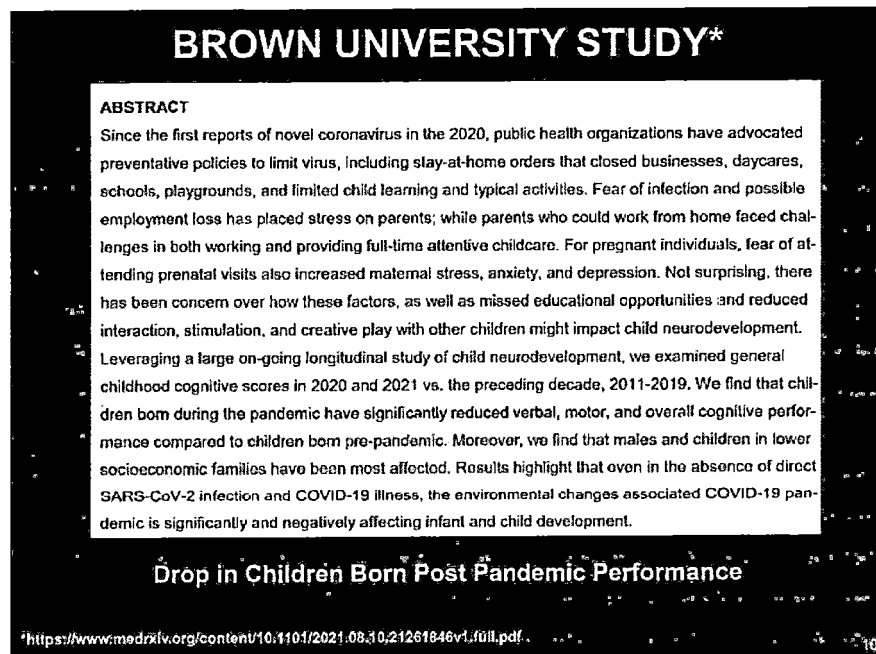 BROWN UNIVERSITY STUDY*
ABSTRACT
Since the first reports of novel coronavirus in the 2020, public health organizations have advocated
preventative policies to limit virus, including stay-at-home orders that closed businesses, daycares,
schools, playgrounds, and limited child learning and typical activities. Fear of infection and possible
employment loss has placed stress on parents; while parents who could work from home faced chal-
lenges in both working and providing full-time attentive childcare. For pregnant individuals, fear of at-
tending prenatal visits also increased maternal stress, anxiety, and depression. Not surprising, there
has been concern over how these factors, as well as missed educational opportunities and reduced
interaction, stimulation, and creative play with other children might impact child neurodevelopment.
Leveraging a large on-going longitudinal study of child neurodevelopment, we examined general
childhood cognitive scores in 2020 and 2021 vs. the preceding decade, 2011-2019. We find that chil-
dren born during the pandemic have significantly reduced verbal, motor, and overall cognitive perfor-
mance compared to children born pre-pandemic. Moreover, we find that males and children in lower
socioeconomic families have been most affected. Results highlight that even in the absence of direct
SARS-CoV-2 infection and COVID-19 illness, the environmental changes associated COVID-19 pan-
demic is significantly and negatively affecting infant and child development.
Drop in Children Born Post Pandemic Performance
*https://www.medrxiv.org/content/10.1101/2021.08.10.21261846v1.full.pdf
10